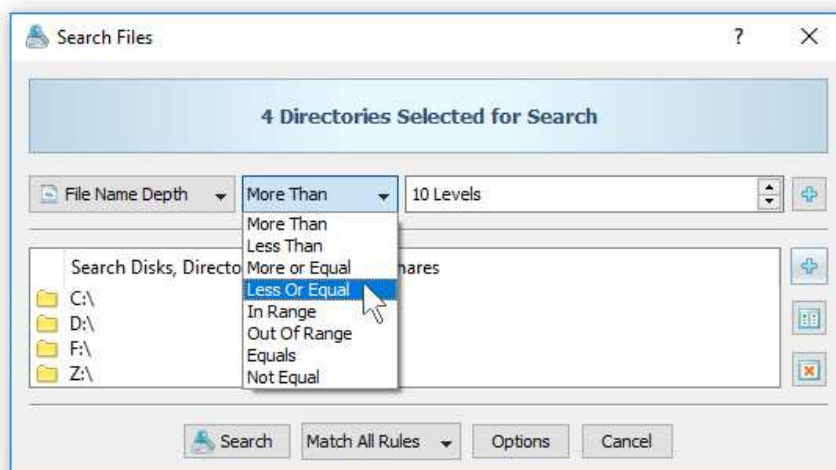 Search Files
?
4 Directories Selected for Search
File Name Depth
More Than
10 Levels
More Than
Less Than
More or Equal
Less Or Equal
In Range
Out Of Range
Equals
Not Equal
Search Disks, Directo
hares
C:\
D:\
F:\
Z:\
Search
Match All Rules
Options
Cancel